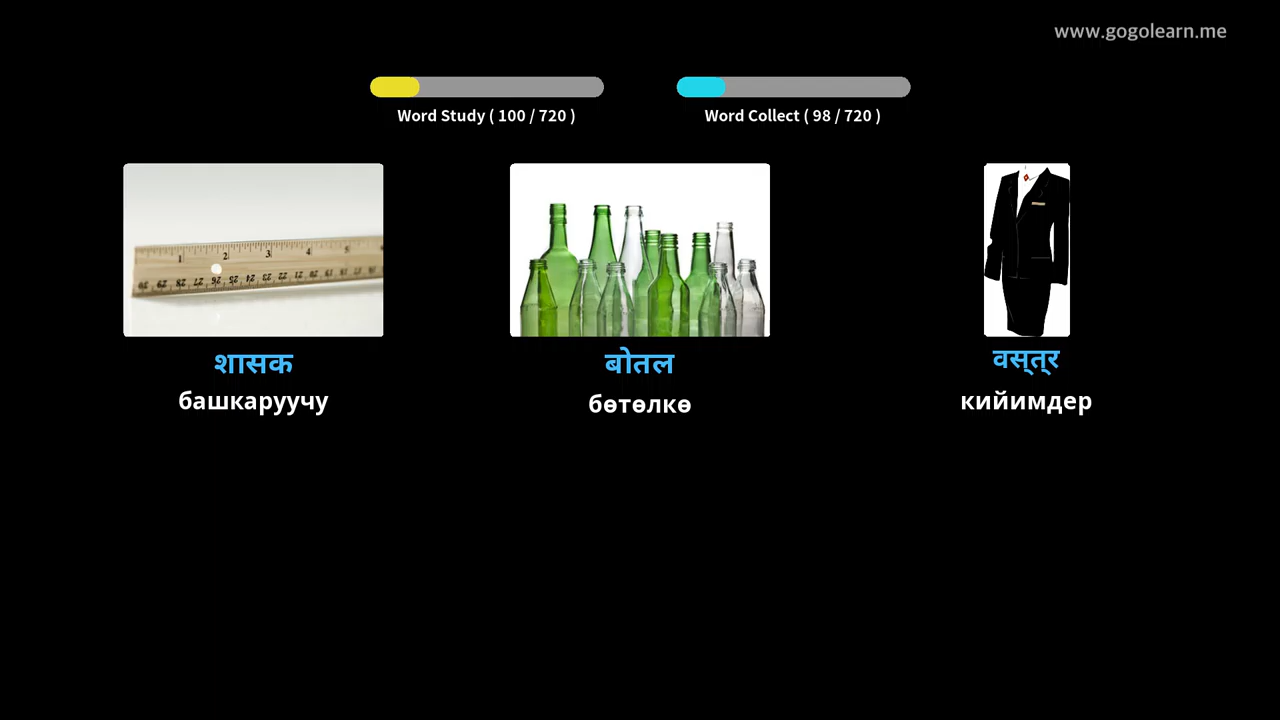 www.gogolearn.me
Word Study ( 100 / 720 )
Word Collect ( 98 / 720 )
शासक
बोतल
वस्त्र
башкаруучу
бөтөлкө
кийимдер